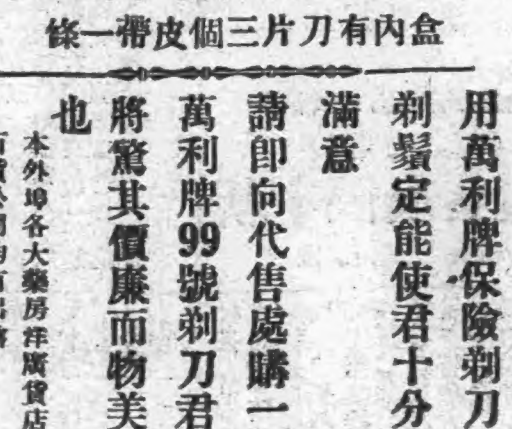 盒內有刀片三個皮帶一條
用萬利牌保險剃刀
剃鬚定能使君十分
滿意
請卽向代售處購一
萬利牌99號剃刀君
將驚其價廉而物美
也
本外埠各大藥房洋廣貨店